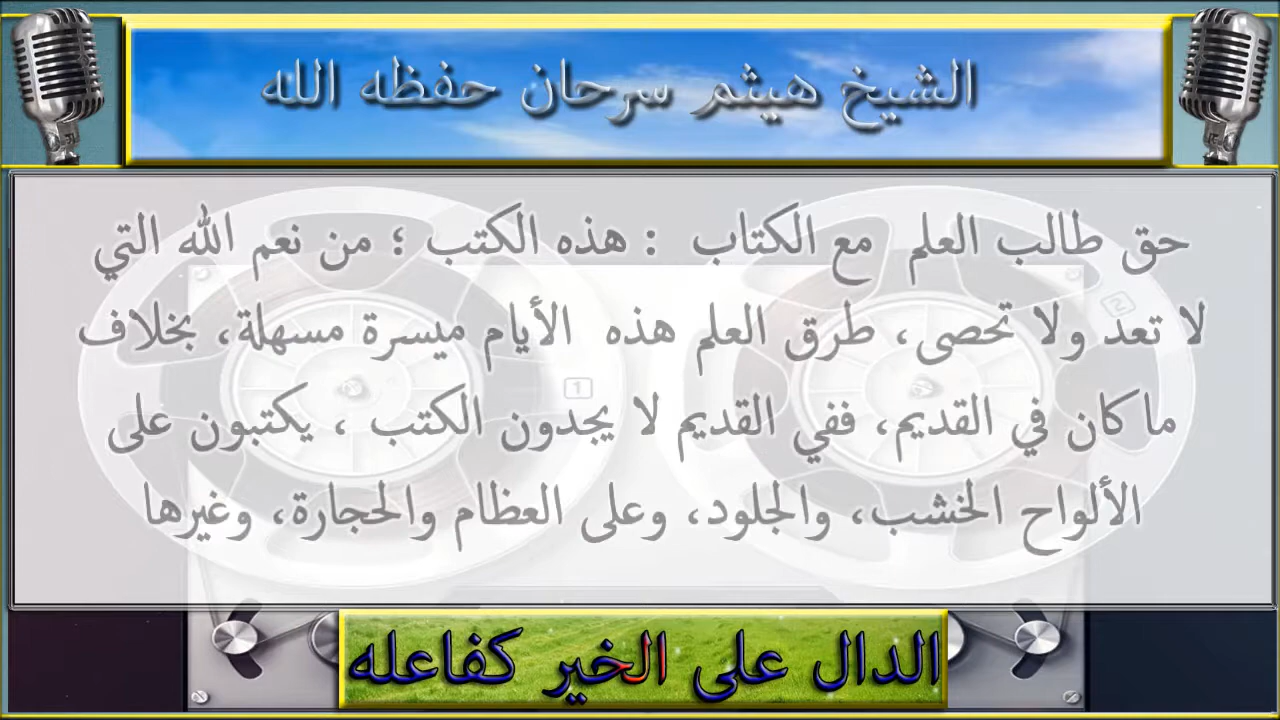 الشيخ هيثم سرحان حفظه الله
حق طالب العلم مع الكتاب : هذه الكتب ؛ من نعم الله التي
لا تعد ولا تحصى، طرق العلم هذه الأيام ميسرة مسهلة، بخلاف
ما كان في القديم، ففي القديم لا يجدون الكتب ، يكتبون على
الألواح الخشب، والجلود، وعلى العظام والحجارة، وغيرها
1
2
الدال على الخير كفاعله